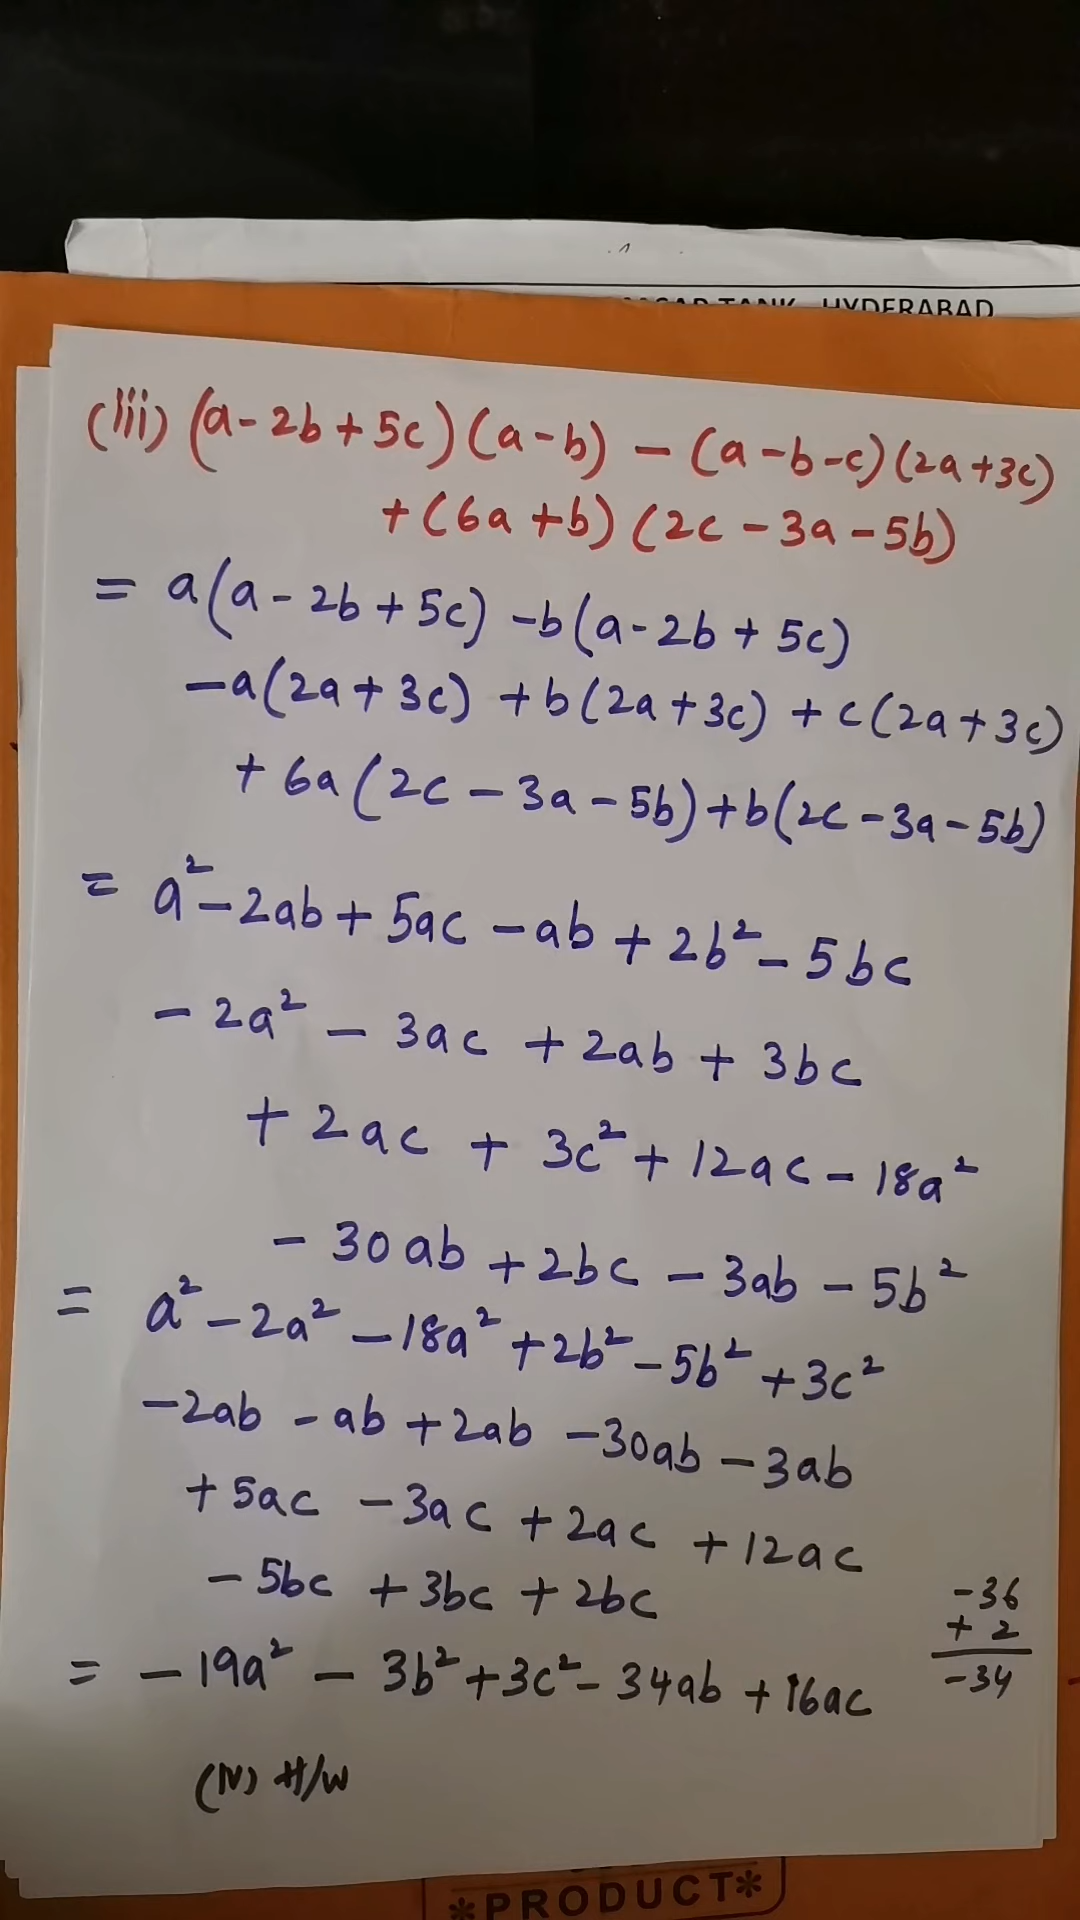 HYDERABAD
(iii) (a-2b+5c)(a-b) - (a-b-c)(2a+3c)
+(6a+b)(2c-3a-5b)
= a(a-2b+5c) -b(a-2b+5c)
-a(2a+3c) +b(2a+3c) +c(2a+3c)
+6a(2c-3a-5b)+b(2c-3a-5b)
= a²-2ab+5ac-ab+2b²-5bc
-2a²-3ac+2ab+3bc
+2ac+3c²+12ac-18a²
-30ab+2bc-3ab-5b²
= a²-2a²-18a²+2b²-5b²+3c²
-2ab-ab+2ab-30ab-3ab
+5ac-3ac+2ac+12ac
-5bc+3bc+2bc
-36
+2
-34
= -19a²-3b²+3c²-34ab+16ac
(iv) H/W
*PRODUCT*